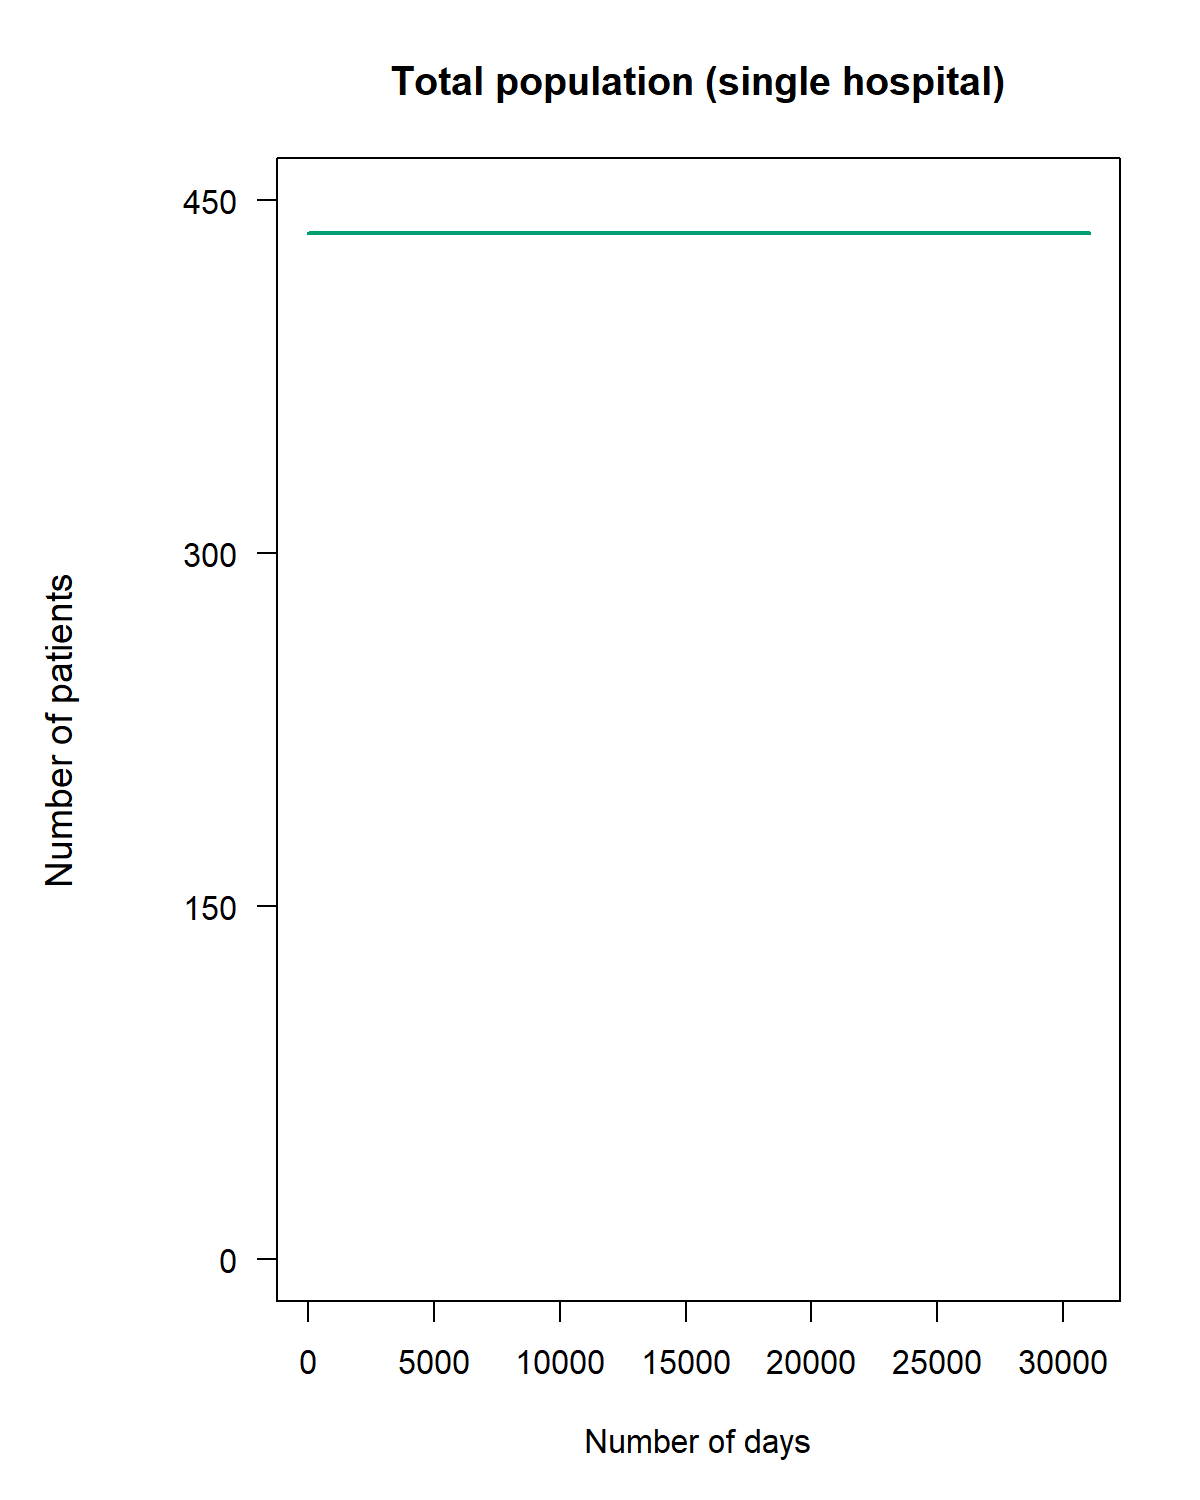 Total population (single hospital)
Number of patients
450
300
150
0
0 5000 10000 15000 20000 25000 30000
Number of days